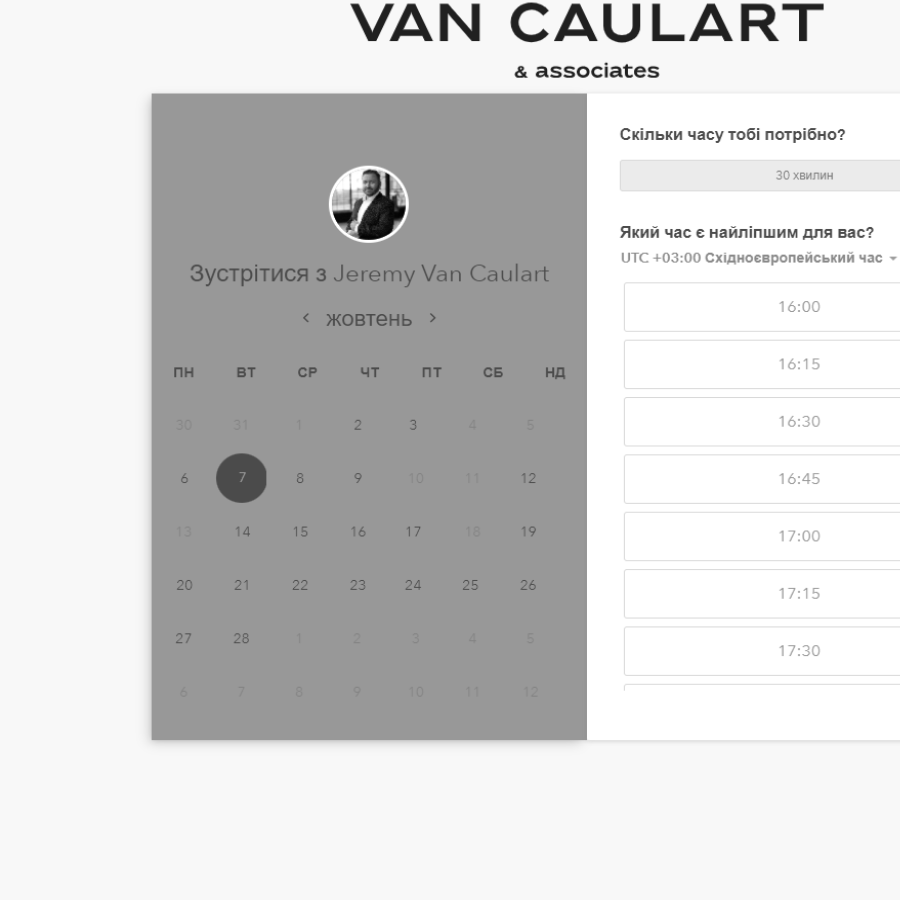 VAN CAULART
& associates
Зустрітися з Jeremy Van Caulart
жовтень
ПН ВТ СР ЧТ ПТ СБ НД
30 31 1 2 3 4 5
6 7 8 9 10 11 12
13 14 15 16 17 18 19
20 21 22 23 24 25 26
27 28 1 2 3 4 5
6 7 8 9 10 11 12
Скільки часу тобі потрібно?
30 хвилин
Який час є найліпшим для вас?
UTC +03:00 Східноєвропейський час
16:00
16:15
16:30
16:45
17:00
17:15
17:30